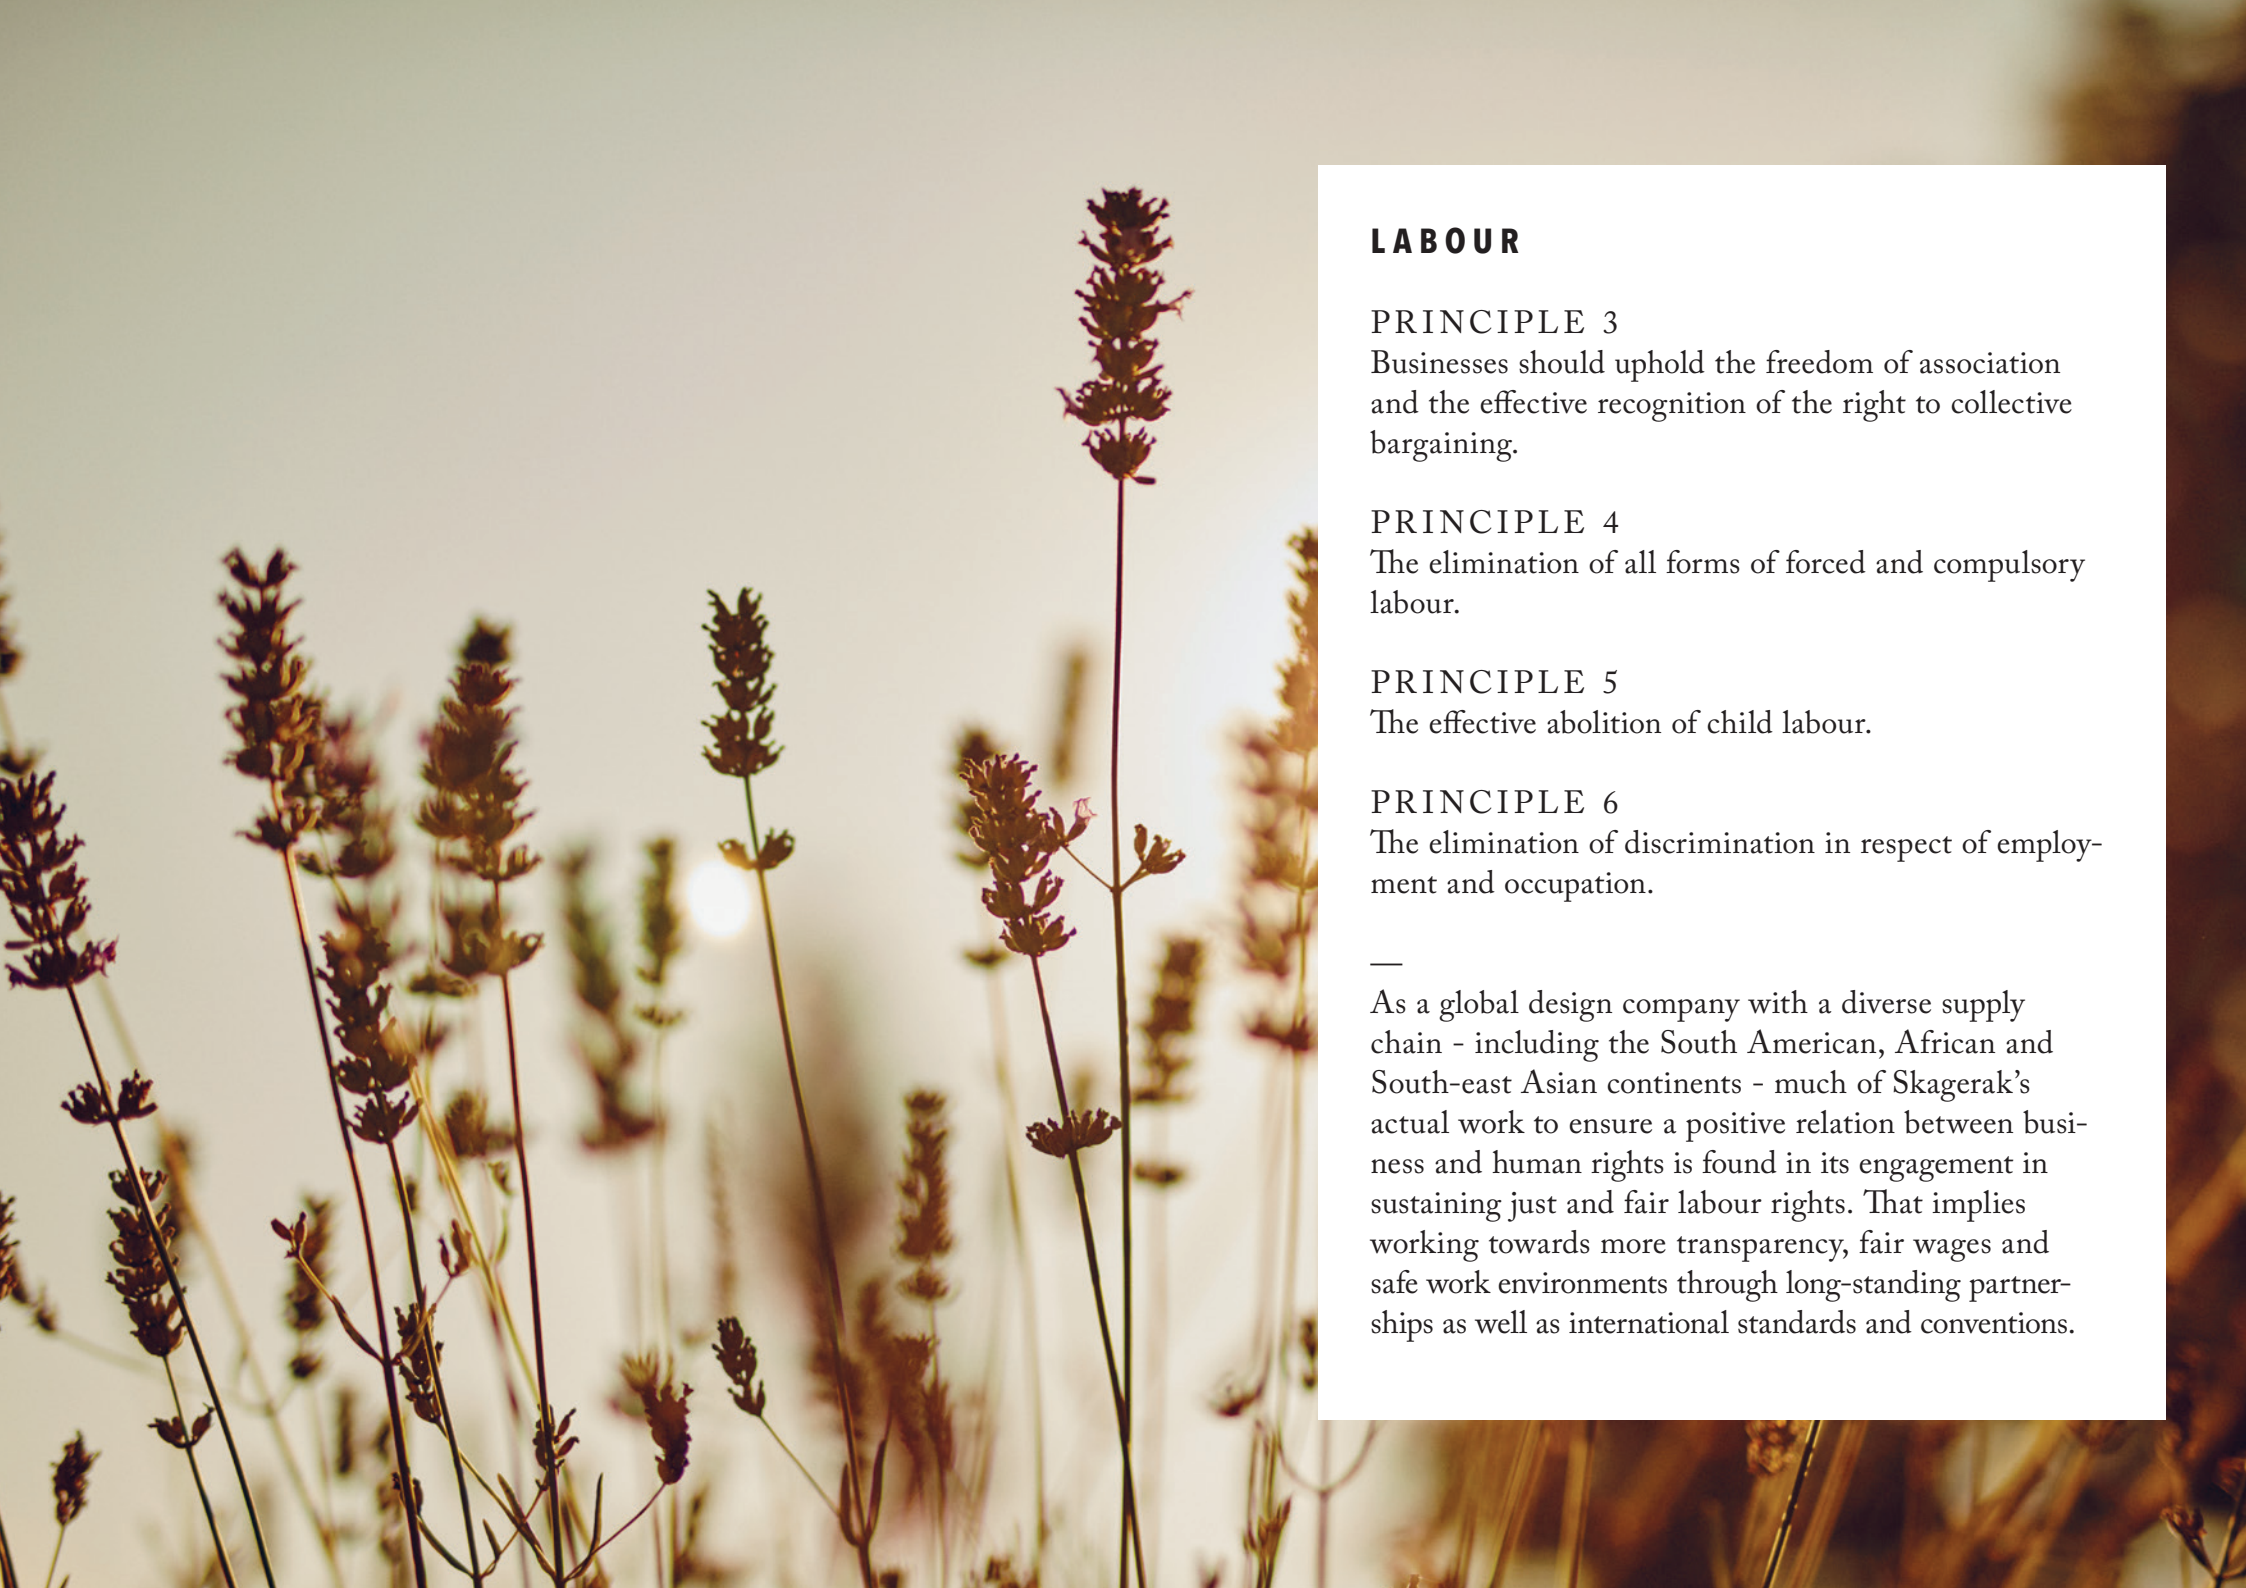 LABOUR
PRINCIPLE 3
Businesses should uphold the freedom of association
and the effective recognition of the right to collective
bargaining.
PRINCIPLE 4
The elimination of all forms of forced and compulsory
labour.
PRINCIPLE 5
The effective abolition of child labour.
PRINCIPLE 6
The elimination of discrimination in respect of employ-
ment and occupation.
—
As a global design company with a diverse supply
chain - including the South American, African and
South-east Asian continents - much of Skagerak’s
actual work to ensure a positive relation between busi-
ness and human rights is found in its engagement in
sustaining just and fair labour rights. That implies
working towards more transparency, fair wages and
safe work environments through long-standing partner-
ships as well as international standards and conventions.